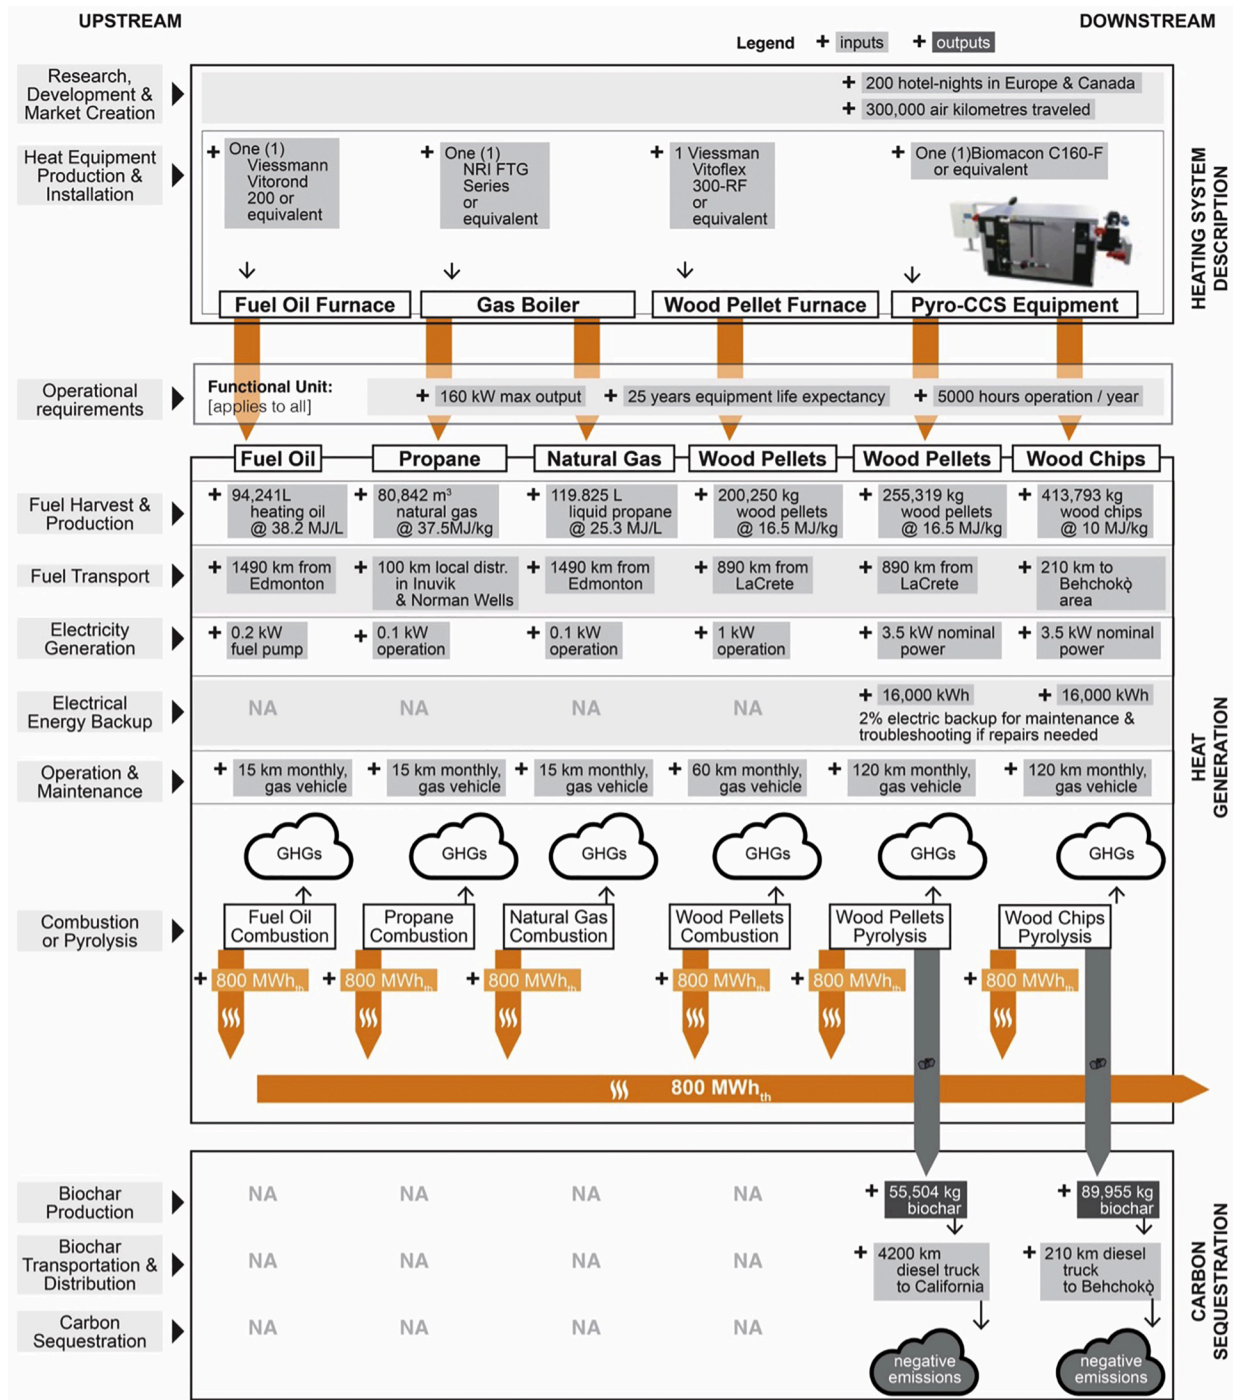 UPSTREAM
DOWNSTREAM
Legend + inputs + outputs
Research,
Development &
Market Creation
+ 200 hotel-nights in Europe & Canada
+ 300,000 air kilometres traveled
Heat Equipment
Production &
Installation
+ One (1)
Viessmann
Vitorond
200 or
equivalent
+ One (1)
NRI FTG
Series
or
equivalent
+ 1 Viessman
Vitoflex
300-RF
or
equivalent
+ One (1)Biomacon C160-F
or equivalent
Fuel Oil Furnace
Gas Boiler
Wood Pellet Furnace
Pyro-CCS Equipment
HEATING SYSTEM
DESCRIPTION
Operational
requirements
Functional Unit:
[applies to all]
+ 160 kW max output
+ 25 years equipment life expectancy
+ 5000 hours operation / year
Fuel Oil
Propane
Natural Gas
Wood Pellets
Wood Pellets
Wood Chips
Fuel Harvest &
Production
+ 94,241L
heating oil
@ 38.2 MJ/L
+ 80,842 m³
natural gas
@ 37.5MJ/kg
+ 119.825 L
liquid propane
@ 25.3 MJ/L
+ 200,250 kg
wood pellets
@ 16.5 MJ/kg
+ 255,319 kg
wood pellets
@ 16.5 MJ/kg
+ 413,793 kg
wood chips
@ 10 MJ/kg
Fuel Transport
+ 1490 km from
Edmonton
+ 100 km local distr.
in Inuvik
& Norman Wells
+ 1490 km from
Edmonton
+ 890 km from
LaCrete
+ 890 km from
LaCrete
+ 210 km to
Behchokǫ̀
area
Electricity
Generation
+ 0.2 kW
fuel pump
+ 0.1 kW
operation
+ 0.1 kW
operation
+ 1 kW
operation
+ 3.5 kW nominal
power
+ 3.5 kW nominal
power
Electrical
Energy Backup
NA
NA
NA
NA
+ 16,000 kWh
+ 16,000 kWh
2% electric backup for maintenance &
troubleshooting if repairs needed
Operation &
Maintenance
+ 15 km monthly,
gas vehicle
+ 15 km monthly,
gas vehicle
+ 15 km monthly,
gas vehicle
+ 60 km monthly,
gas vehicle
+ 120 km monthly,
gas vehicle
+ 120 km monthly,
gas vehicle
HEAT
GENERATION
GHGs
GHGs
GHGs
GHGs
GHGs
GHGs
Combustion
or Pyrolysis
Fuel Oil
Combustion
Propane
Combustion
Natural Gas
Combustion
Wood Pellets
Combustion
Wood Pellets
Pyrolysis
Wood Chips
Pyrolysis
+ 800 MWhth
+ 800 MWhth
+ 800 MWhth
+ 800 MWhth
+ 800 MWhth
+ 800 MWhth
800 MWhth
Biochar
Production
NA
NA
NA
NA
+ 55,504 kg
biochar
+ 89,955 kg
biochar
Biochar
Transportation &
Distribution
NA
NA
NA
NA
+ 4200 km
diesel truck
to California
+ 210 km diesel
truck
to Behchokǫ̀
Carbon
Sequestration
NA
NA
NA
NA
negative
emissions
negative
emissions
CARBON
SEQUESTRATION